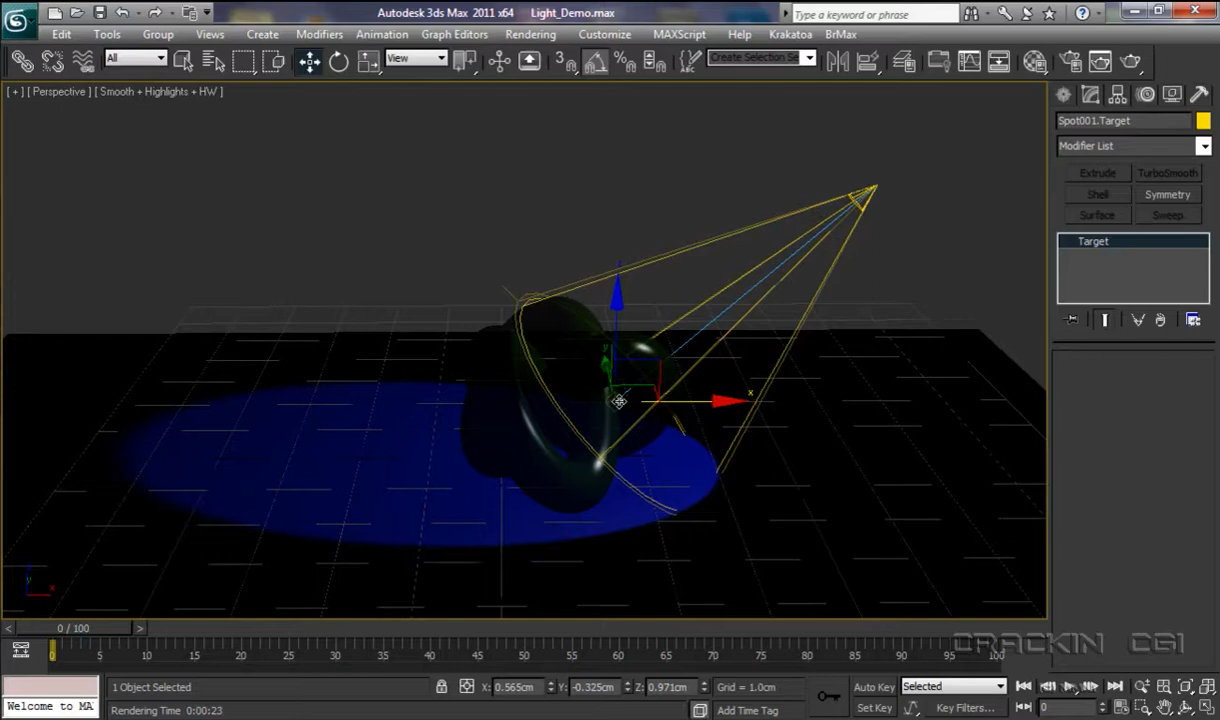 Autodesk 3ds Max 2011 x64 Light_Demo.max
Type a keyword or phrase
Edit Tools Group Views Create Modifiers Animation Graph Editors Rendering Customize MAXScript Help Krakatoa BrMax
All View 3 Create Selection Se
[ + ] [ Perspective ] [ Smooth + Highlights + HW ]
Spot001.Target
Modifier List
Extrude TurboSmooth
Shell Symmetry
Surface Sweep
Target
z
y
x
y
x
< 0 / 100 >
0 5 10 15 20 25 30 35 40 45 50 55 60 65 70 75 80 85 90 95 100
CRACKIN CGI
1 Object Selected X: 0.565cm Y: -0.325cm Z: 0.971cm Grid = 1.0cm Auto Key Selected
Welcome to MA Rendering Time 0:00:23 Add Time Tag Set Key Key Filters... 0